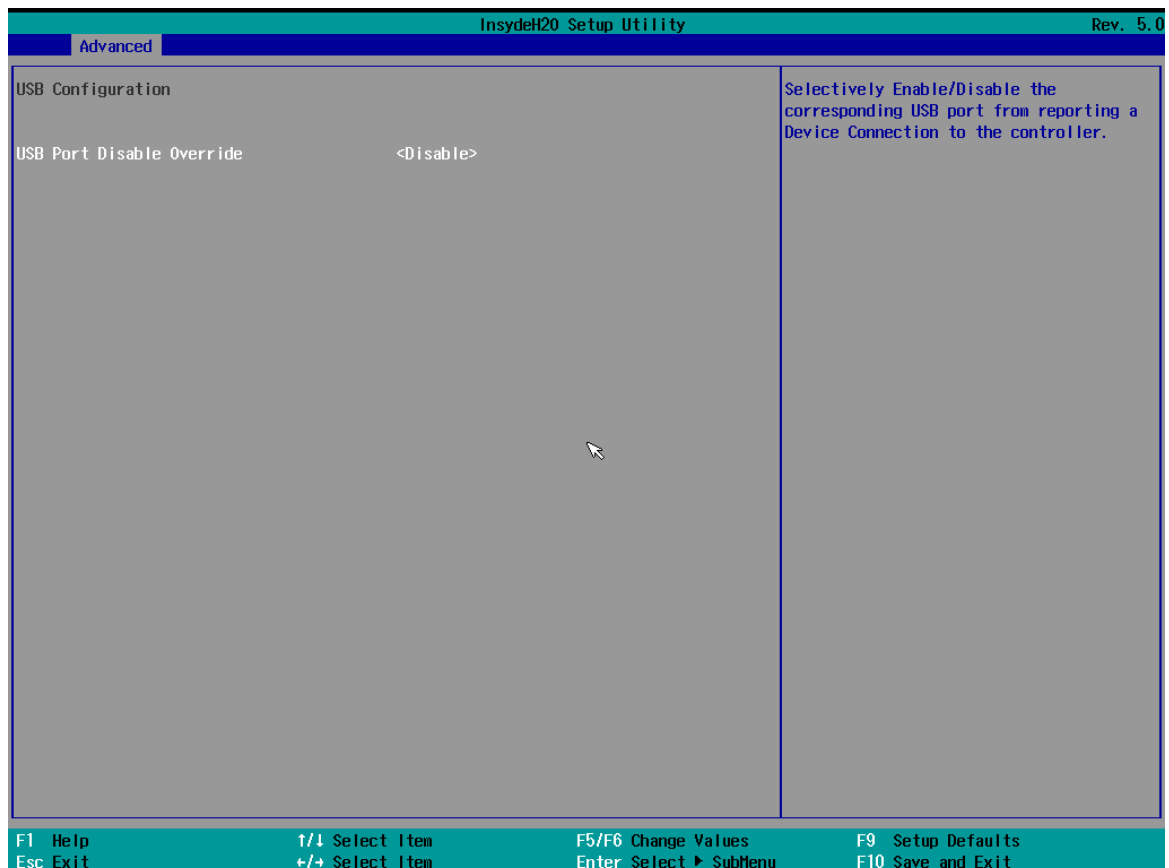 InsydeH2O Setup Utility Rev. 5.0
Advanced
USB Configuration
USB Port Disable Override <Disable>
Selectively Enable/Disable the
corresponding USB port from reporting a
Device Connection to the controller.
F1 Help ↑/↓ Select Item F5/F6 Change Values F9 Setup Defaults
Esc Exit ←/→ Select Item Enter Select ▶ SubMenu F10 Save and Exit